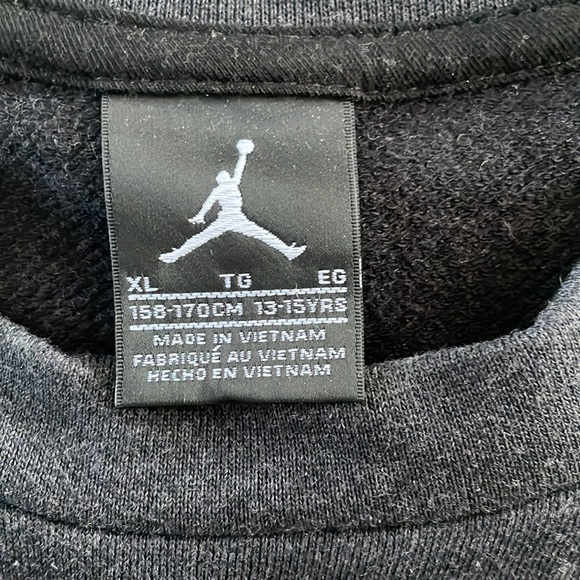 XL TG EG
158-170CM 13-15YRS
MADE IN VIETNAM
FABRIQUÉ AU VIETNAM
HECHO EN VIETNAM